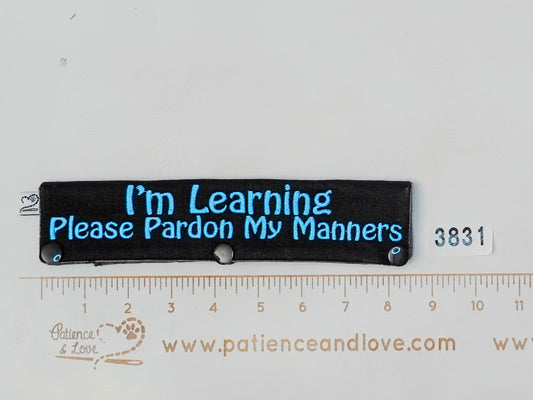 I'm Learning
Please Pardon My Manners
3831
1 2 3 4 5 6 7 8 9 10 11
Patience
& Love
www.patienceandlove.com
ww